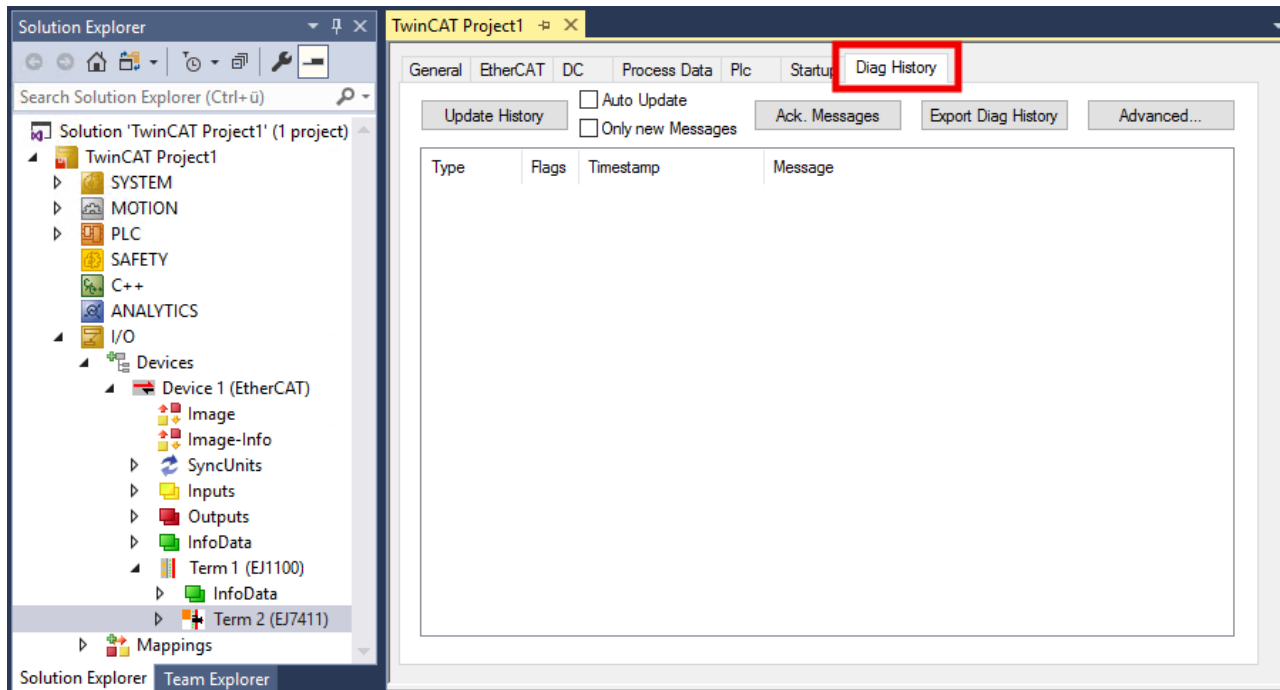 Solution Explorer
Search Solution Explorer (Ctrl+ü)
Solution 'TwinCAT Project1' (1 project)
TwinCAT Project1
SYSTEM
MOTION
PLC
SAFETY
C++
ANALYTICS
I/O
Devices
Device 1 (EtherCAT)
Image
Image-Info
SyncUnits
Inputs
Outputs
InfoData
Term 1 (EJ1100)
InfoData
Term 2 (EJ7411)
Mappings
Solution Explorer Team Explorer
TwinCAT Project1
General EtherCAT DC Process Data Plc Startup Diag History
Update History
Auto Update
Only new Messages
Ack. Messages
Export Diag History
Advanced...
Type Flags Timestamp Message